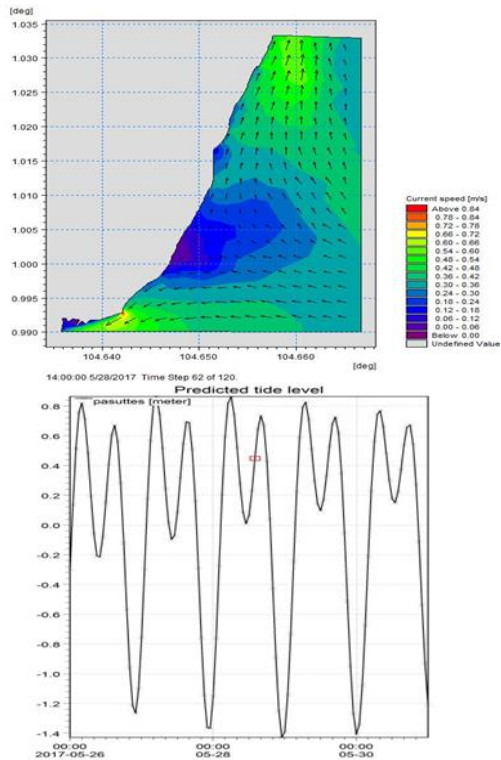 [deg]
1.035
1.030
1.025
1.020
1.015
1.010
1.005
1.000
0.995
0.990
104.640 104.650 104.660
[deg]
Current speed [m/s]
Above 0.84
0.78 - 0.84
0.72 - 0.78
0.66 - 0.72
0.60 - 0.66
0.54 - 0.60
0.48 - 0.54
0.42 - 0.48
0.36 - 0.42
0.30 - 0.36
0.24 - 0.30
0.18 - 0.24
0.12 - 0.18
0.06 - 0.12
0.00 - 0.06
Below 0.00
Undefined Value
14:00:00 5/28/2017 Time Step 62 of 120.
Predicted tide level
pasuttes [meter]
0.8
0.6
0.4
0.2
0.0
-0.2
-0.4
-0.6
-0.8
-1.0
-1.2
-1.4
00:00 00:00 00:00
2017-05-26 05-28 05-30